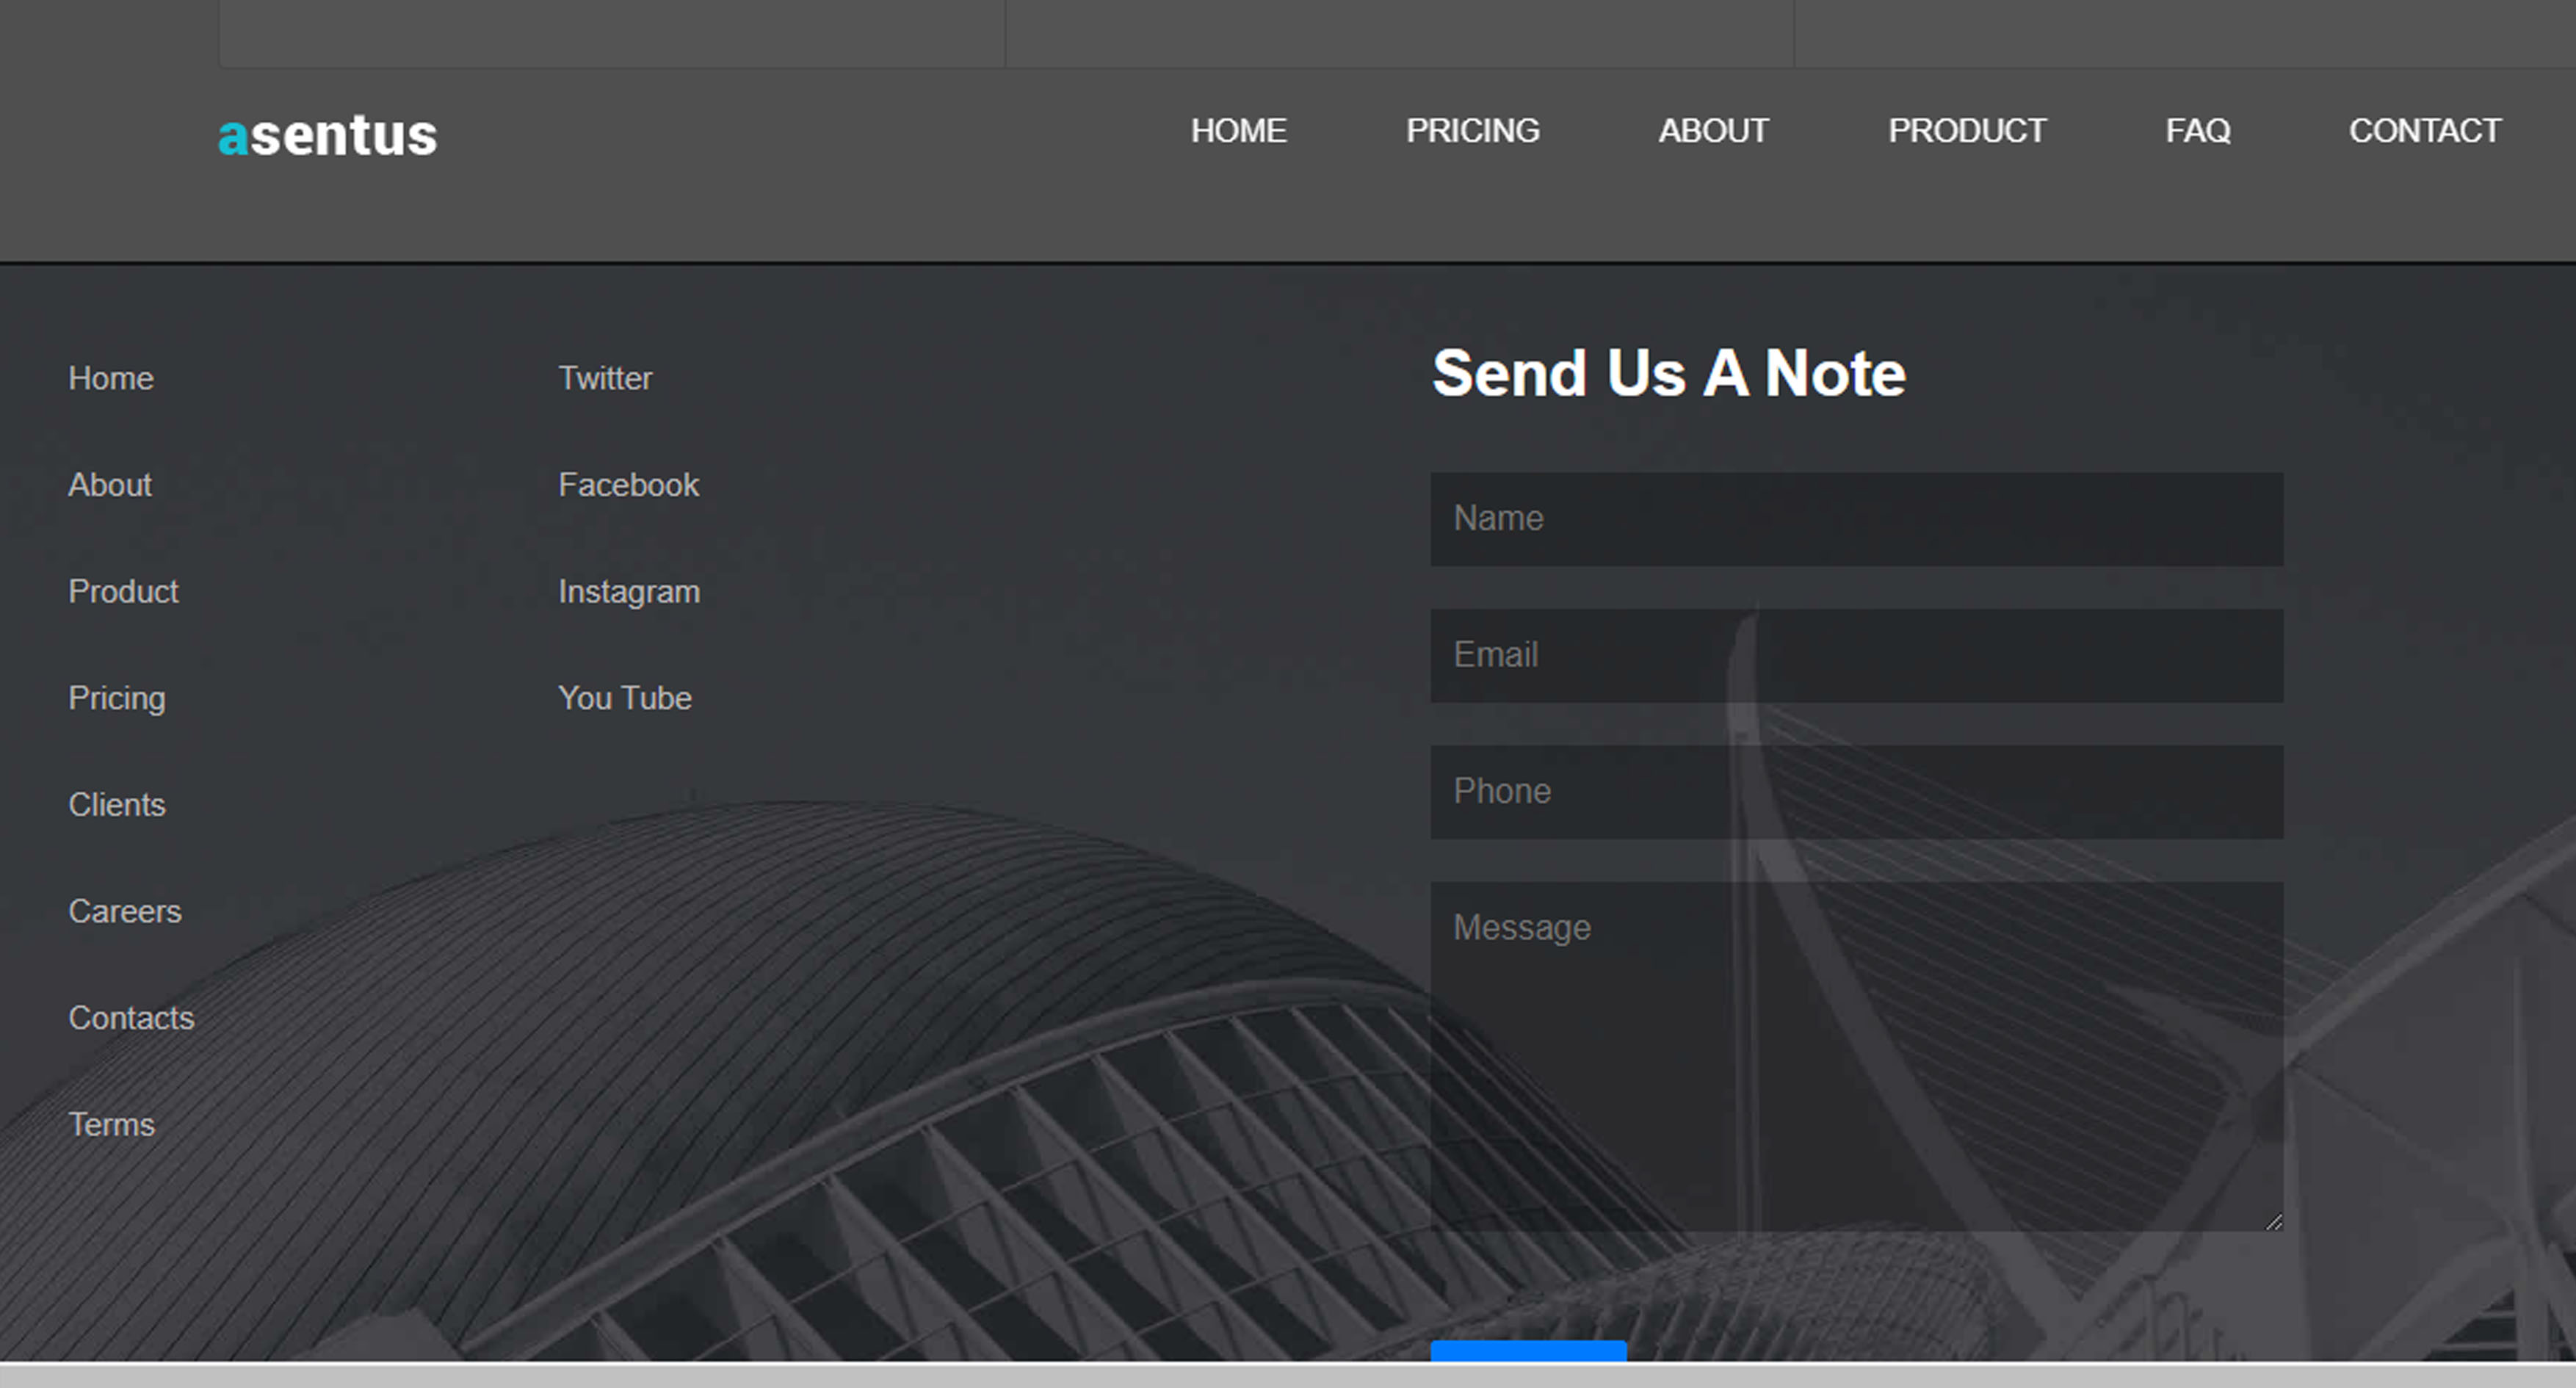 asentus HOME PRICING ABOUT PRODUCT FAQ CONTACT
Home
About
Product
Pricing
Clients
Careers
Contacts
Terms
Twitter
Facebook
Instagram
You Tube
Send Us A Note
Name
Email
Phone
Message